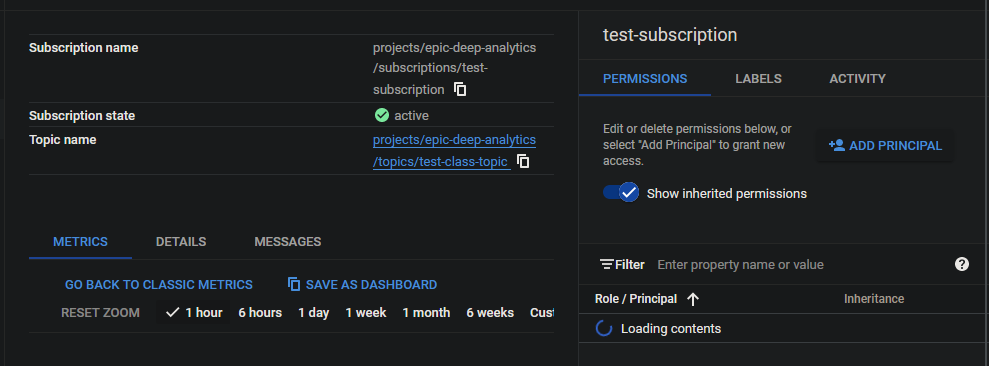 Subscription name
projects/epic-deep-analytics
/subscriptions/test-
subscription
Subscription state
active
Topic name
projects/epic-deep-analytics
/topics/test-class-topic
METRICS DETAILS MESSAGES
GO BACK TO CLASSIC METRICS SAVE AS DASHBOARD
RESET ZOOM 1 hour 6 hours 1 day 1 week 1 month 6 weeks Cust
test-subscription
PERMISSIONS LABELS ACTIVITY
Edit or delete permissions below, or
select "Add Principal" to grant new
access.
ADD PRINCIPAL
Show inherited permissions
Filter Enter property name or value
Role / Principal Inheritance
Loading contents